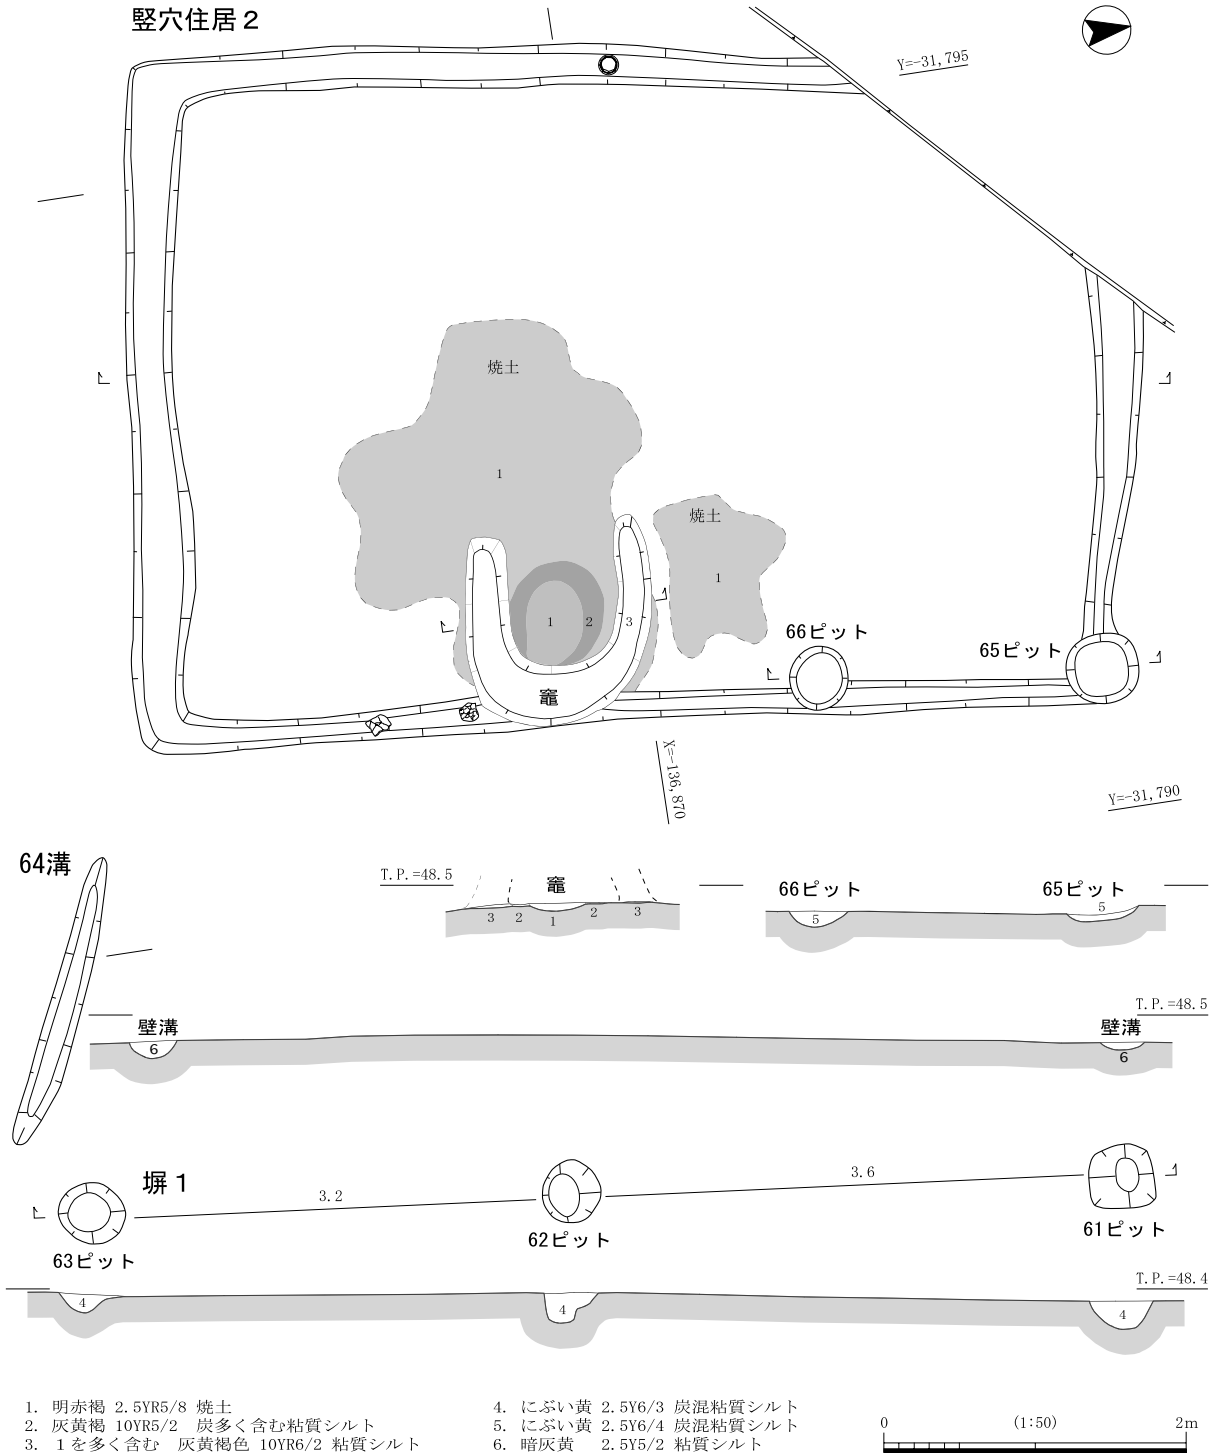 竪穴住居２
Y=-31,795
焼土
1
焼土
1
1
2
3
66ピット
65ピット
竈
X=-136,870
Y=-31,790
64溝
T.P.=48.5
竈
3
2
1
2
3
66ピット
5
65ピット
5
T.P.=48.5
壁溝
6
壁溝
6
塀１
3.2
3.6
63ピット
62ピット
61ピット
T.P.=48.4
4
4
4
1. 明赤褐 2.5YR5/8 焼土
2. 灰黄褐 10YR5/2 炭多く含む粘質シルト
3. １を多く含む 灰黄褐色 10YR6/2 粘質シルト
4. にぶい黄 2.5Y6/3 炭混粘質シルト
5. にぶい黄 2.5Y6/4 炭混粘質シルト
6. 暗灰黄 2.5Y5/2 粘質シルト
0 (1:50) 2m